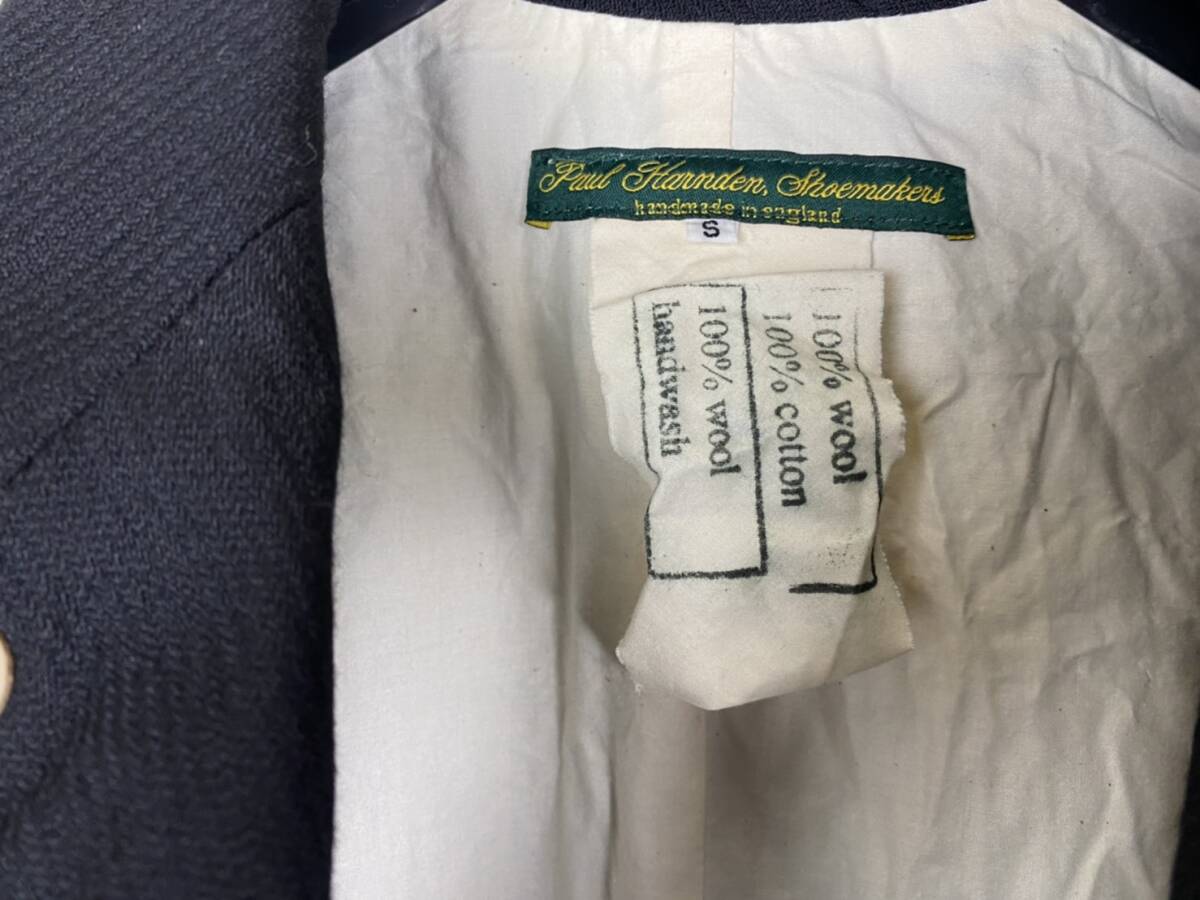 Paul Harnden, Shoemakers
handmade in england
S
100% wool
100% cotton
100% wool
handwash